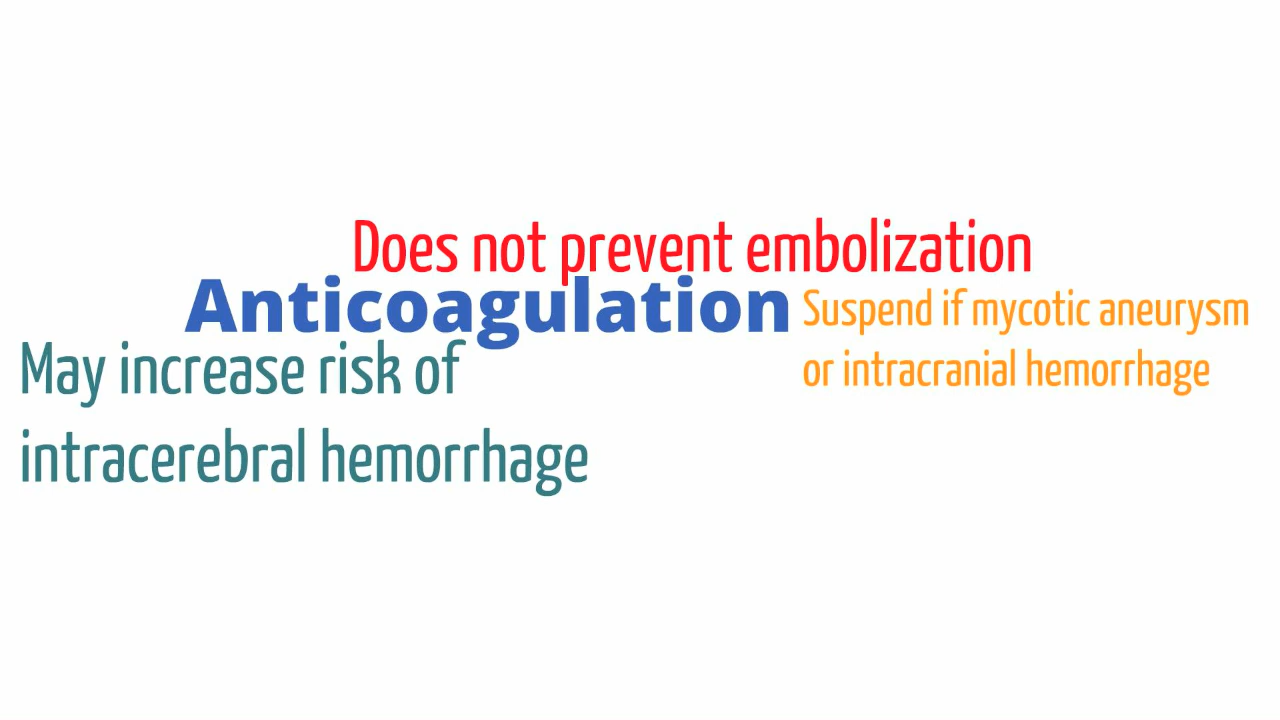 Does not prevent embolization
Anticoagulation
Suspend if mycotic aneurysm
or intracranial hemorrhage
May increase risk of
intracerebral hemorrhage